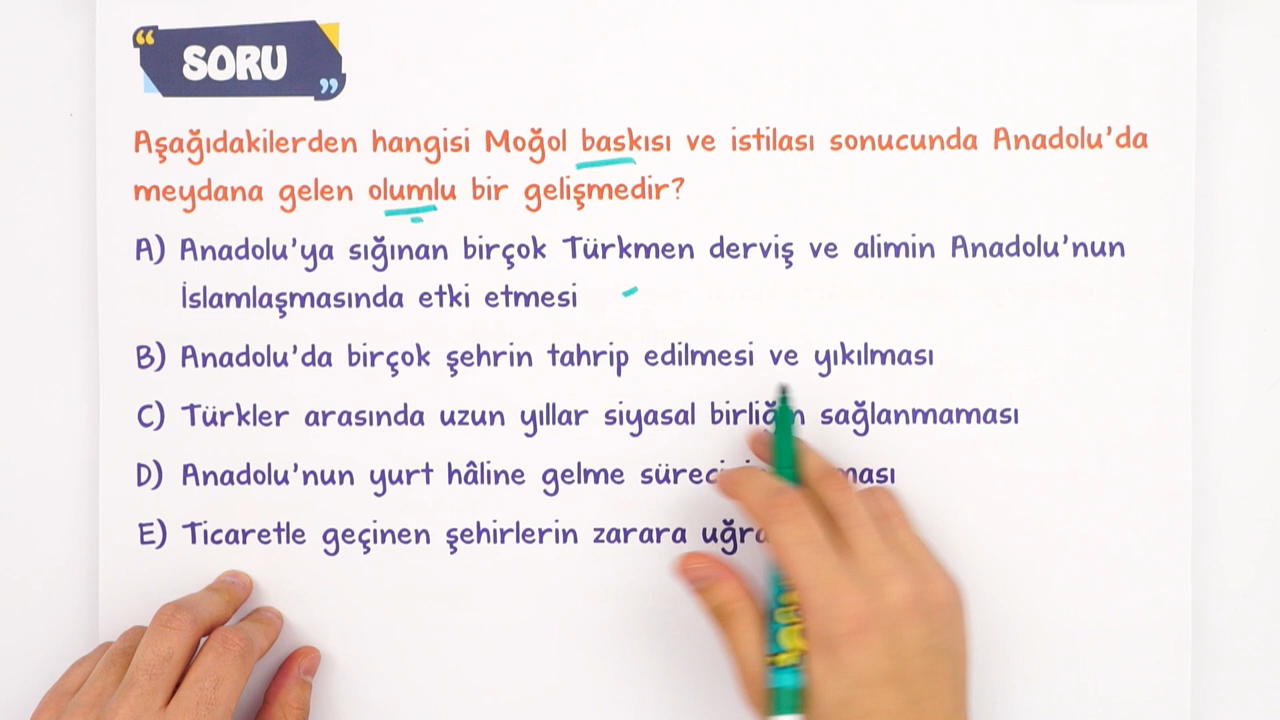 SORU
Aşağıdakilerden hangisi Moğol baskısı ve istilası sonucunda Anadolu'da
meydana gelen olumlu bir gelişmedir?
A) Anadolu'ya sığınan birçok Türkmen derviş ve alimin Anadolu'nun
İslamlaşmasında etki etmesi
B) Anadolu'da birçok şehrin tahrip edilmesi ve yıkılması
C) Türkler arasında uzun yıllar siyasal birliğin sağlanmaması
D) Anadolu'nun yurt hâline gelme
E) Ticaretle geçinen şehirlerin zarara